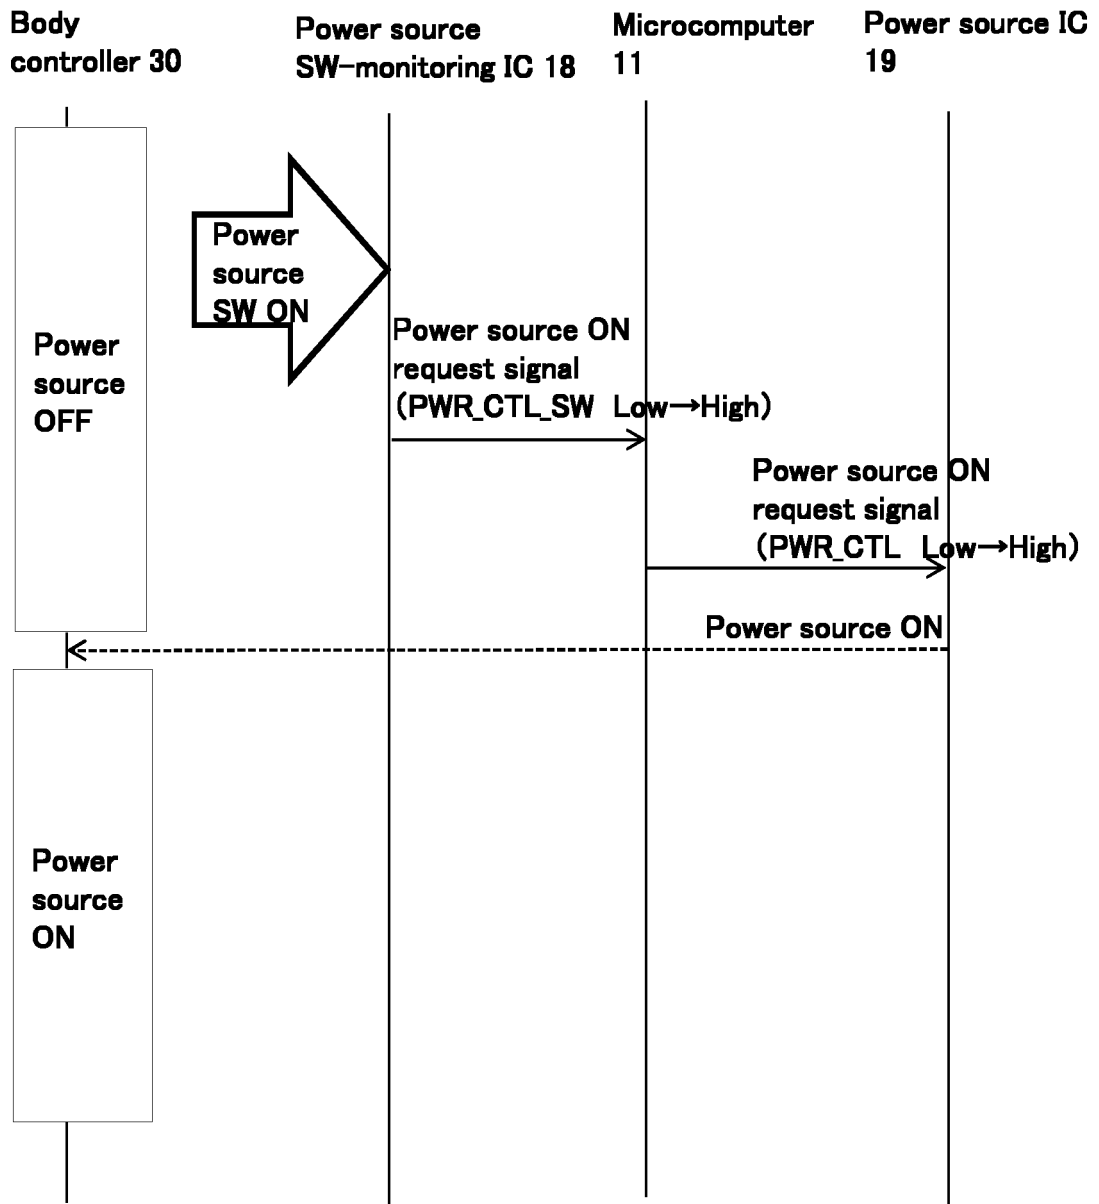 Body
controller 30
Power source
SW-monitoring IC 18
Microcomputer
11
Power source IC
19
Power
source
SW ON
Power source ON
request signal
(PWR_CTL_SW Low→High)
Power
source
OFF
Power source ON
request signal
(PWR_CTL Low→High)
Power source ON
Power
source
ON